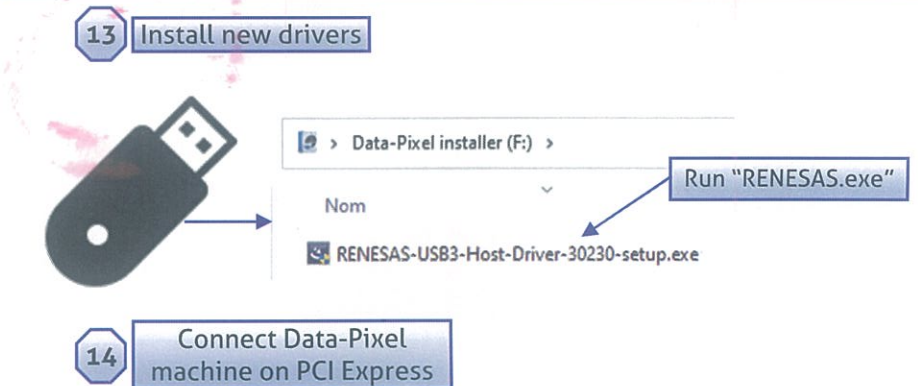 13 Install new drivers
> Data-Pixel installer (F:) >
Run "RENESAS.exe"
Nom
RENESAS-USB3-Host-Driver-30230-setup.exe
14 Connect Data-Pixel
machine on PCI Express